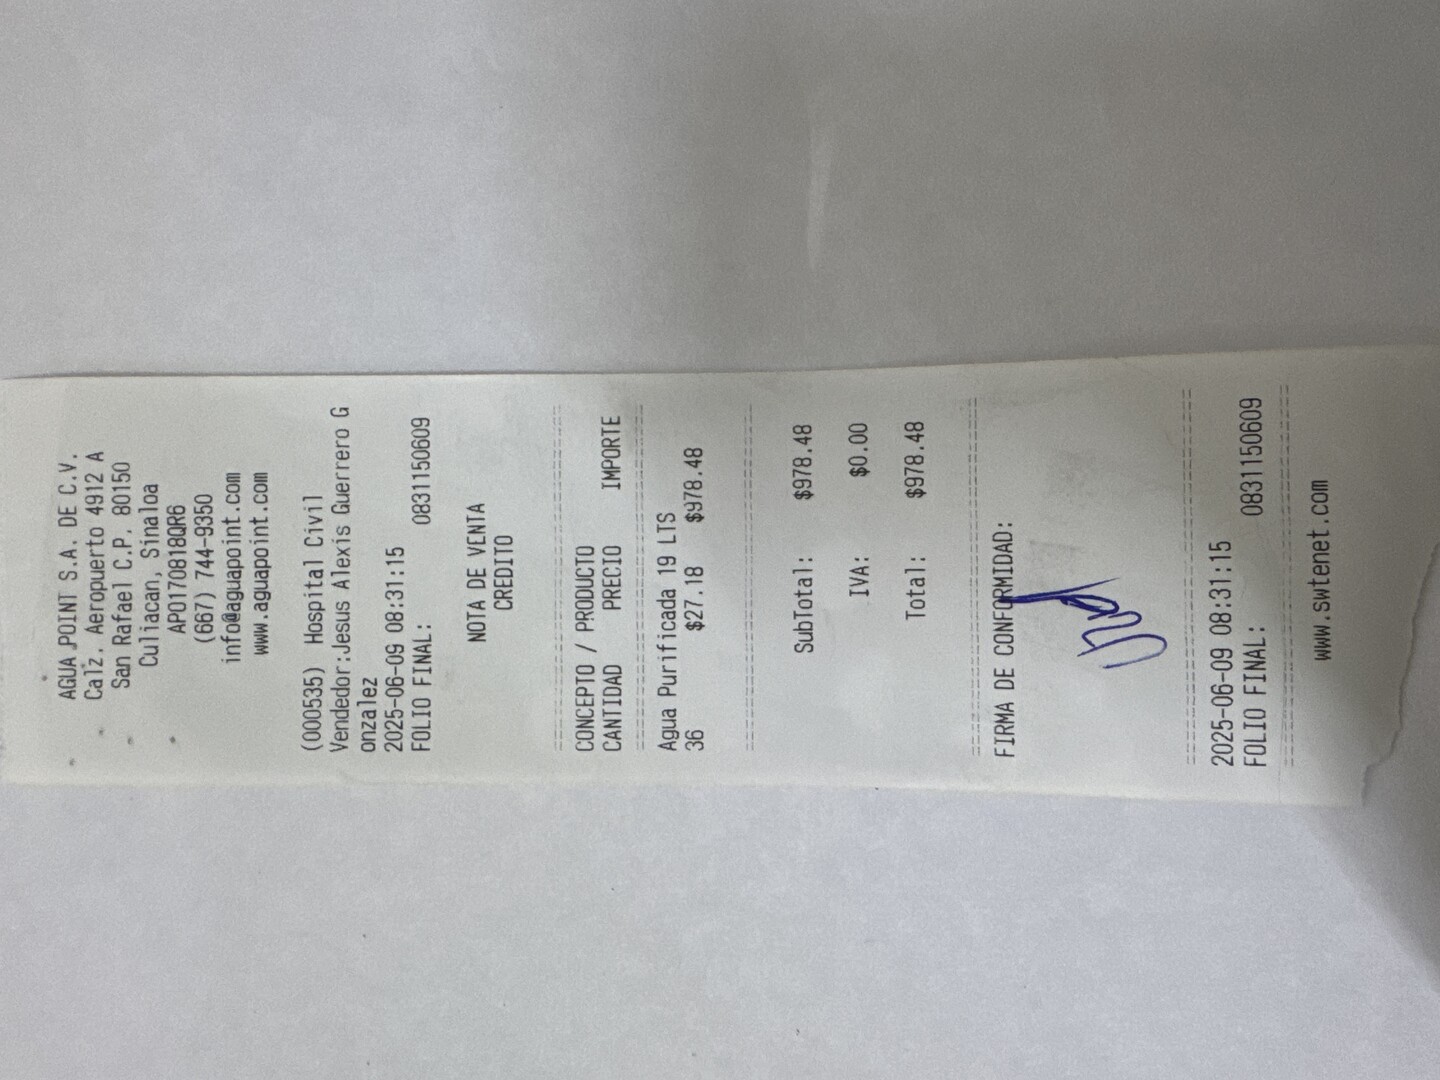 AGUA POINT S.A. DE C.V.
Calz. Aeropuerto 4912 A
San Rafael C.P. 80150
Culiacan, Sinaloa
APO170818QR6
(667) 744-9350
info@aguapoint.com
www.aguapoint.com
(000535) Hospital Civil
Vendedor:Jesus Alexis Guerrero G
onzalez
2025-06-09 08:31:15
FOLIO FINAL: 0831150609
NOTA DE VENTA
CREDITO
CONCEPTO / PRODUCTO
CANTIDAD PRECIO IMPORTE
Agua Purificada 19 LTS
36 $27.18 $978.48
SubTotal: $978.48
IVA: $0.00
Total: $978.48
FIRMA DE CONFORMIDAD:
2025-06-09 08:31:15
FOLIO FINAL: 0831150609
www.swtenet.com